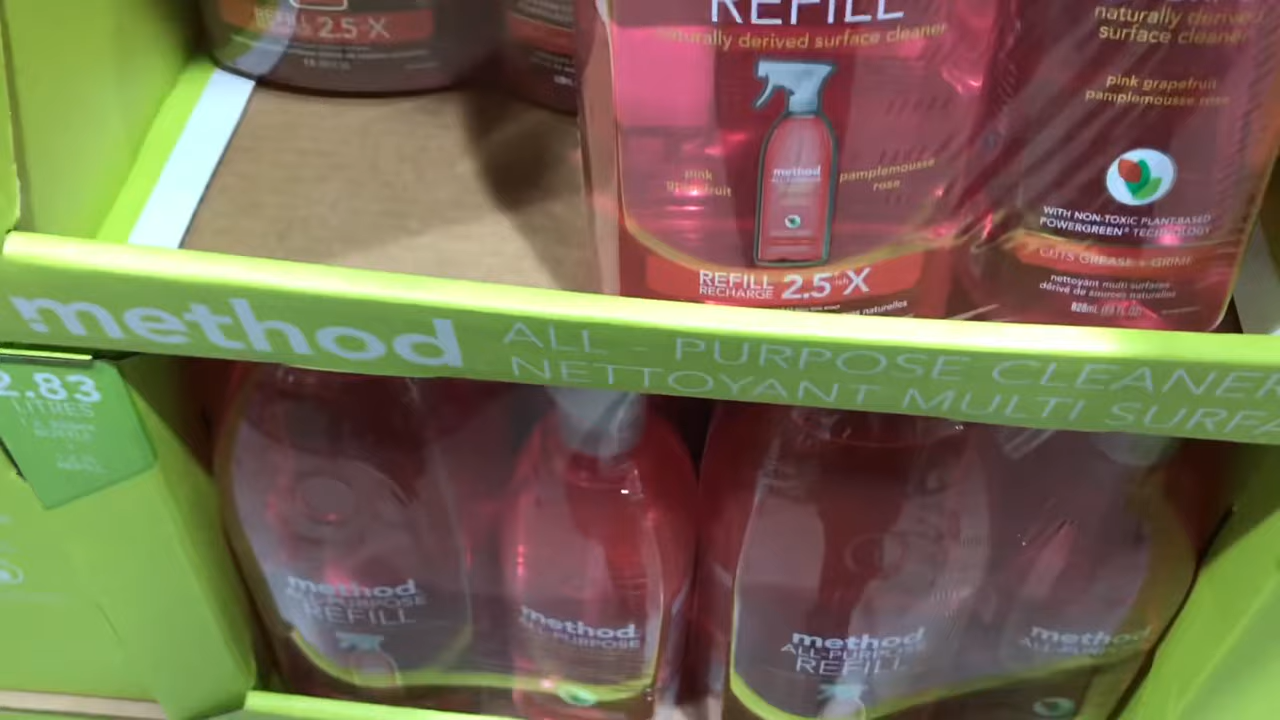 REFILL 2.5 X
REFILL
naturally derived surface cleaner
pink
grapefruit
method
pamplemousse
rose
REFILL
RECHARGE
2.5 X
naturally derived
surface cleaner
pink grapefruit
pamplemousse rose
WITH NON-TOXIC PLANT-BASED
POWERGREEN® TECHNOLOGY
CUTS GREASE + GRIME
nettoyant multi surfaces
dérivé de sources naturelles
828mL
method
ALL - PURPOSE CLEANER
NETTOYANT MULTI SURFA
2.83
LITRES
method
ALL-PURPOSE
REFILL
method
ALL-PURPOSE
method
ALL-PURPOSE
REFILL
method